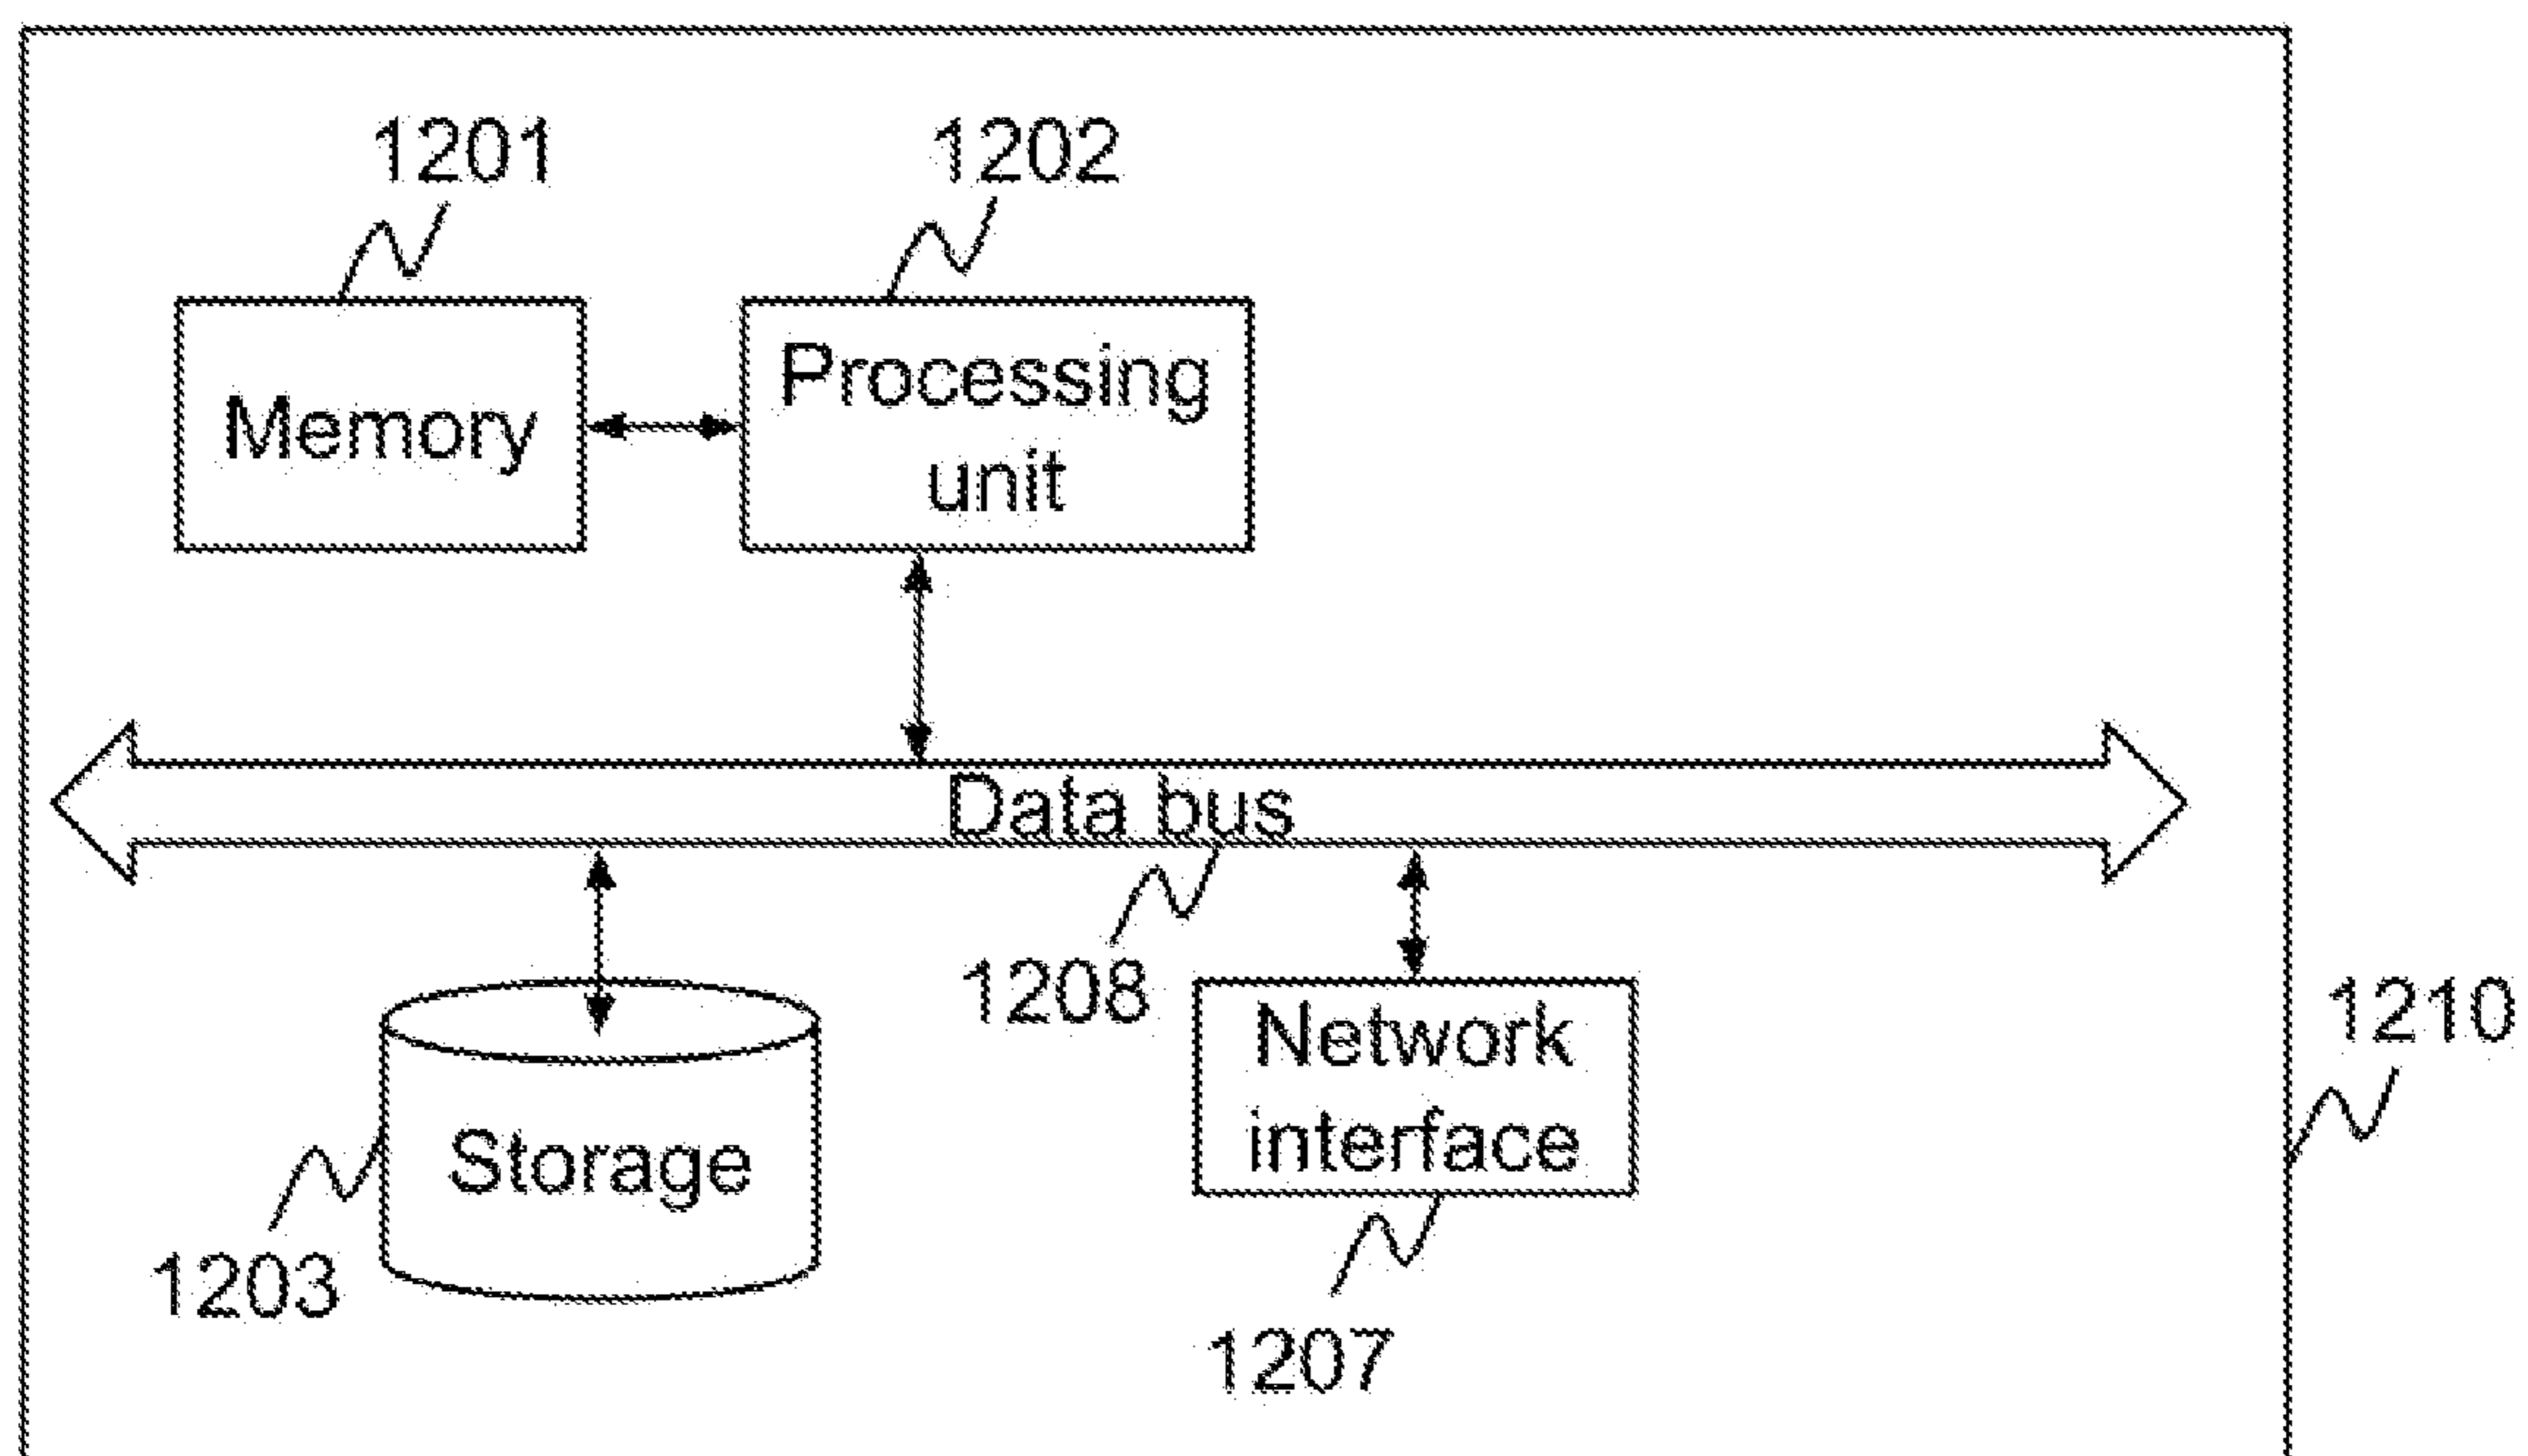 1201
1202
Memory
Processing
unit
Data bus
1208
1210
Network
interface
Storage
1203
1207